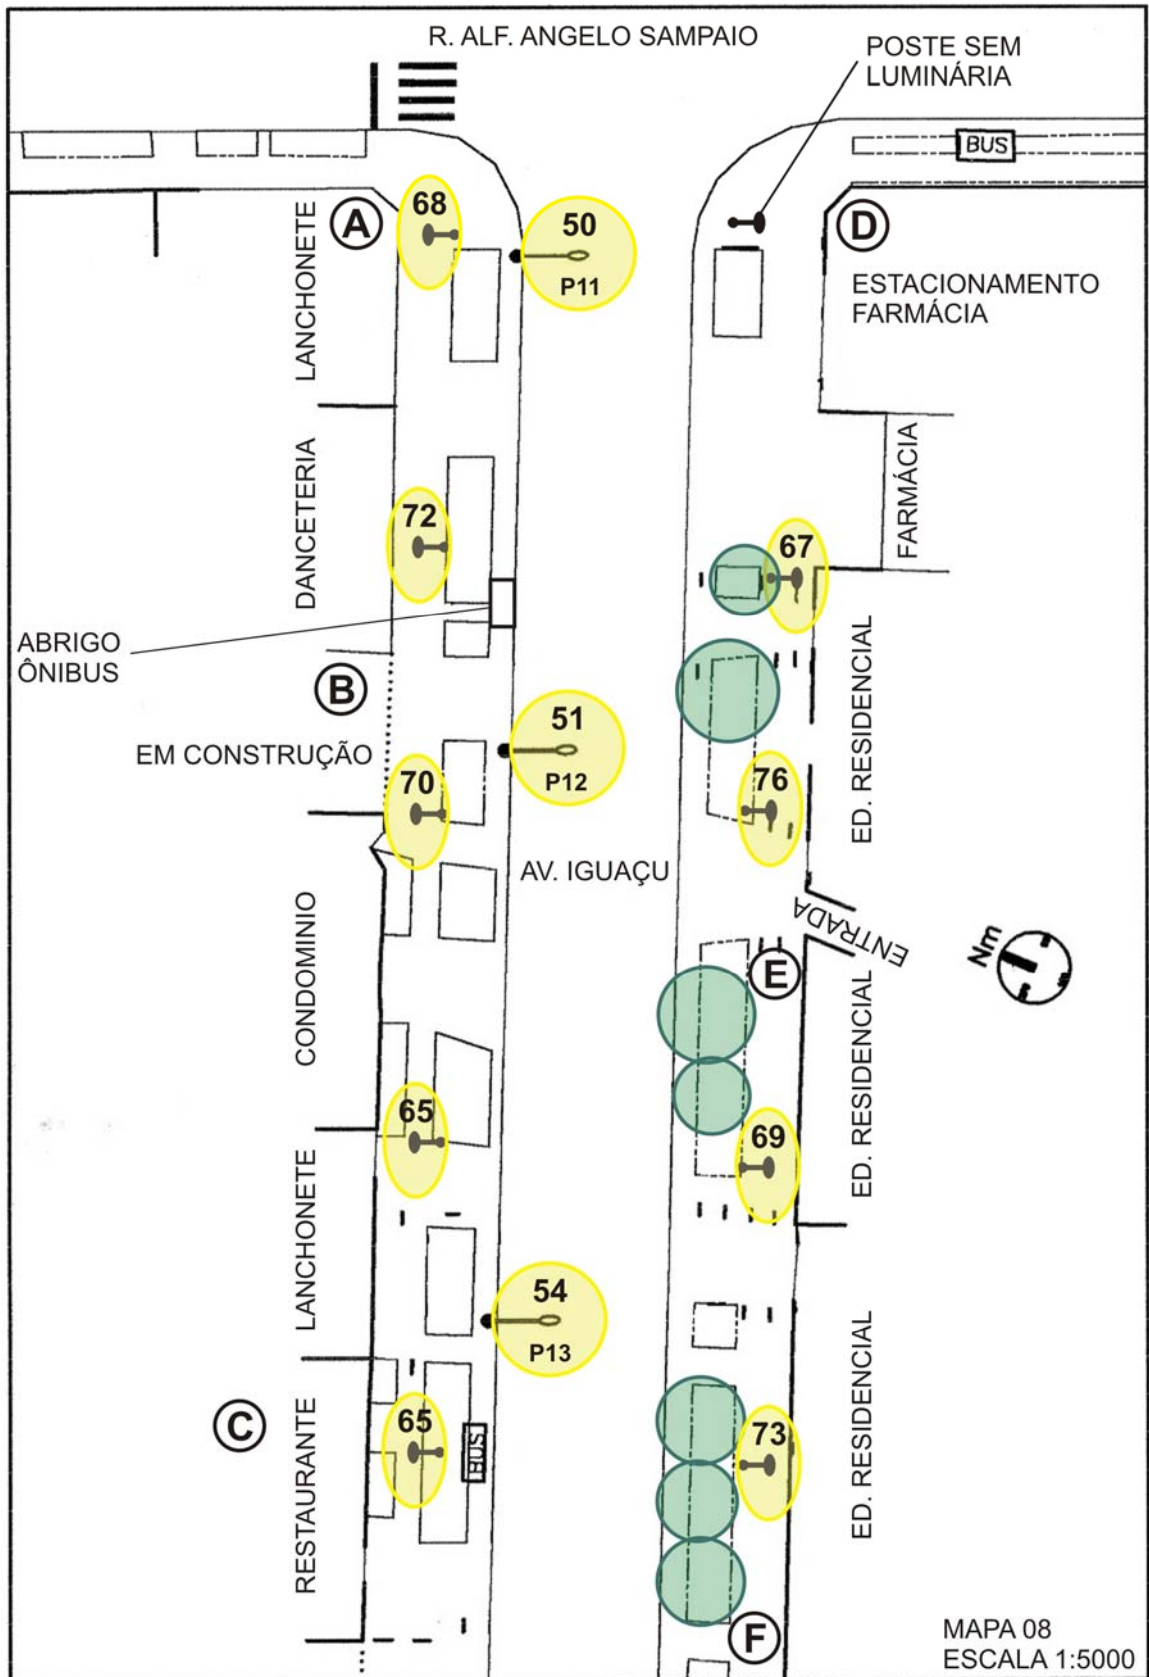 R. ALF. ANGELO SAMPAIO
POSTE SEM
LUMINÁRIA
BUS
A
68
50
P11
D
LANCHONETE
ESTACIONAMENTO
FARMÁCIA
DANCETERIA
72
FARMÁCIA
67
ABRIGO
ÔNIBUS
B
ED. RESIDENCIAL
51
P12
EM CONSTRUÇÃO
70
76
AV. IGUAÇU
CONDOMINIO
ENTRADA
E
Nm
ED. RESIDENCIAL
65
69
LANCHONETE
54
P13
ED. RESIDENCIAL
C
RESTAURANTE
65
BUS
73
F
MAPA 08
ESCALA 1:5000